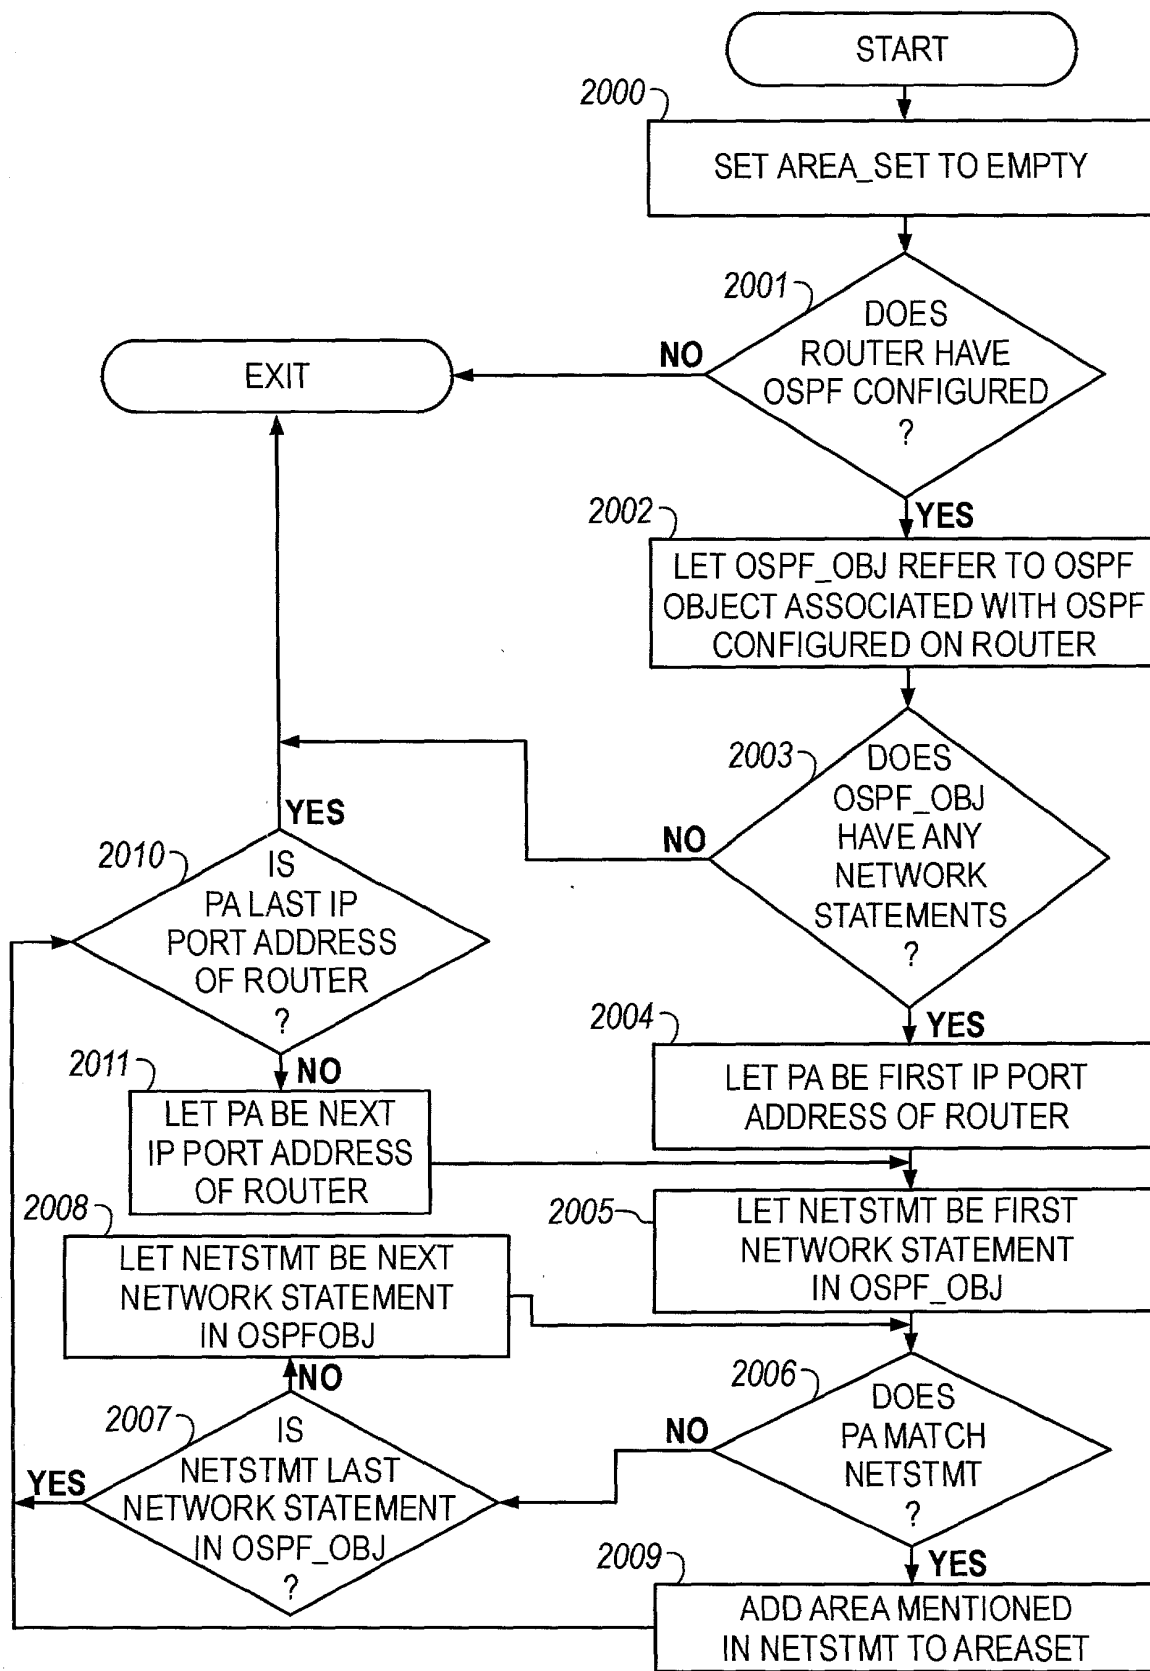 START
2000
SET AREA_SET TO EMPTY
2001
DOES
ROUTER HAVE
OSPF CONFIGURED
?
NO
EXIT
YES
2002
LET OSPF_OBJ REFER TO OSPF
OBJECT ASSOCIATED WITH OSPF
CONFIGURED ON ROUTER
2003
DOES
OSPF_OBJ
HAVE ANY
NETWORK
STATEMENTS
?
NO
YES
2010
IS
PA LAST IP
PORT ADDRESS
OF ROUTER
?
YES
NO
2004
LET PA BE FIRST IP PORT
ADDRESS OF ROUTER
2011
LET PA BE NEXT
IP PORT ADDRESS
OF ROUTER
2005
LET NETSTMT BE FIRST
NETWORK STATEMENT
IN OSPF_OBJ
2008
LET NETSTMT BE NEXT
NETWORK STATEMENT
IN OSPFOBJ
NO
2006
DOES
PA MATCH
NETSTMT
?
NO
YES
2007
IS
NETSTMT LAST
NETWORK STATEMENT
IN OSPF_OBJ
?
YES
2009
ADD AREA MENTIONED
IN NETSTMT TO AREASET